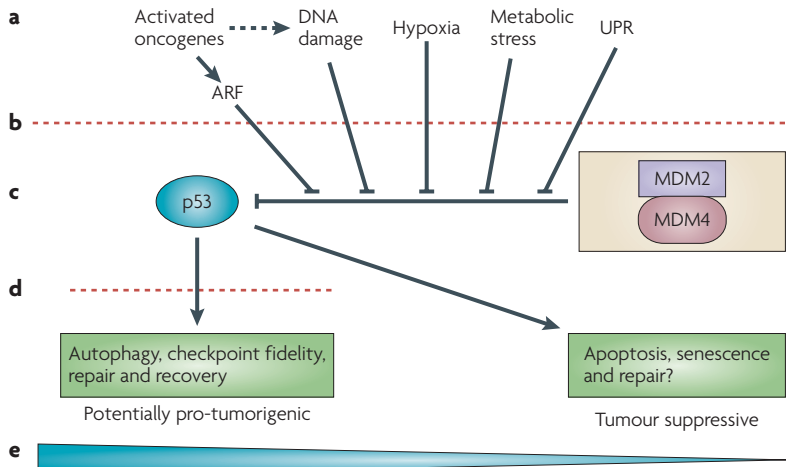 a
Activated
oncogenes
DNA
damage
Hypoxia
Metabolic
stress
UPR
ARF
b
c
p53
MDM2
MDM4
d
Autophagy, checkpoint fidelity,
repair and recovery
Apoptosis, senescence
and repair?
Potentially pro-tumorigenic
Tumour suppressive
e